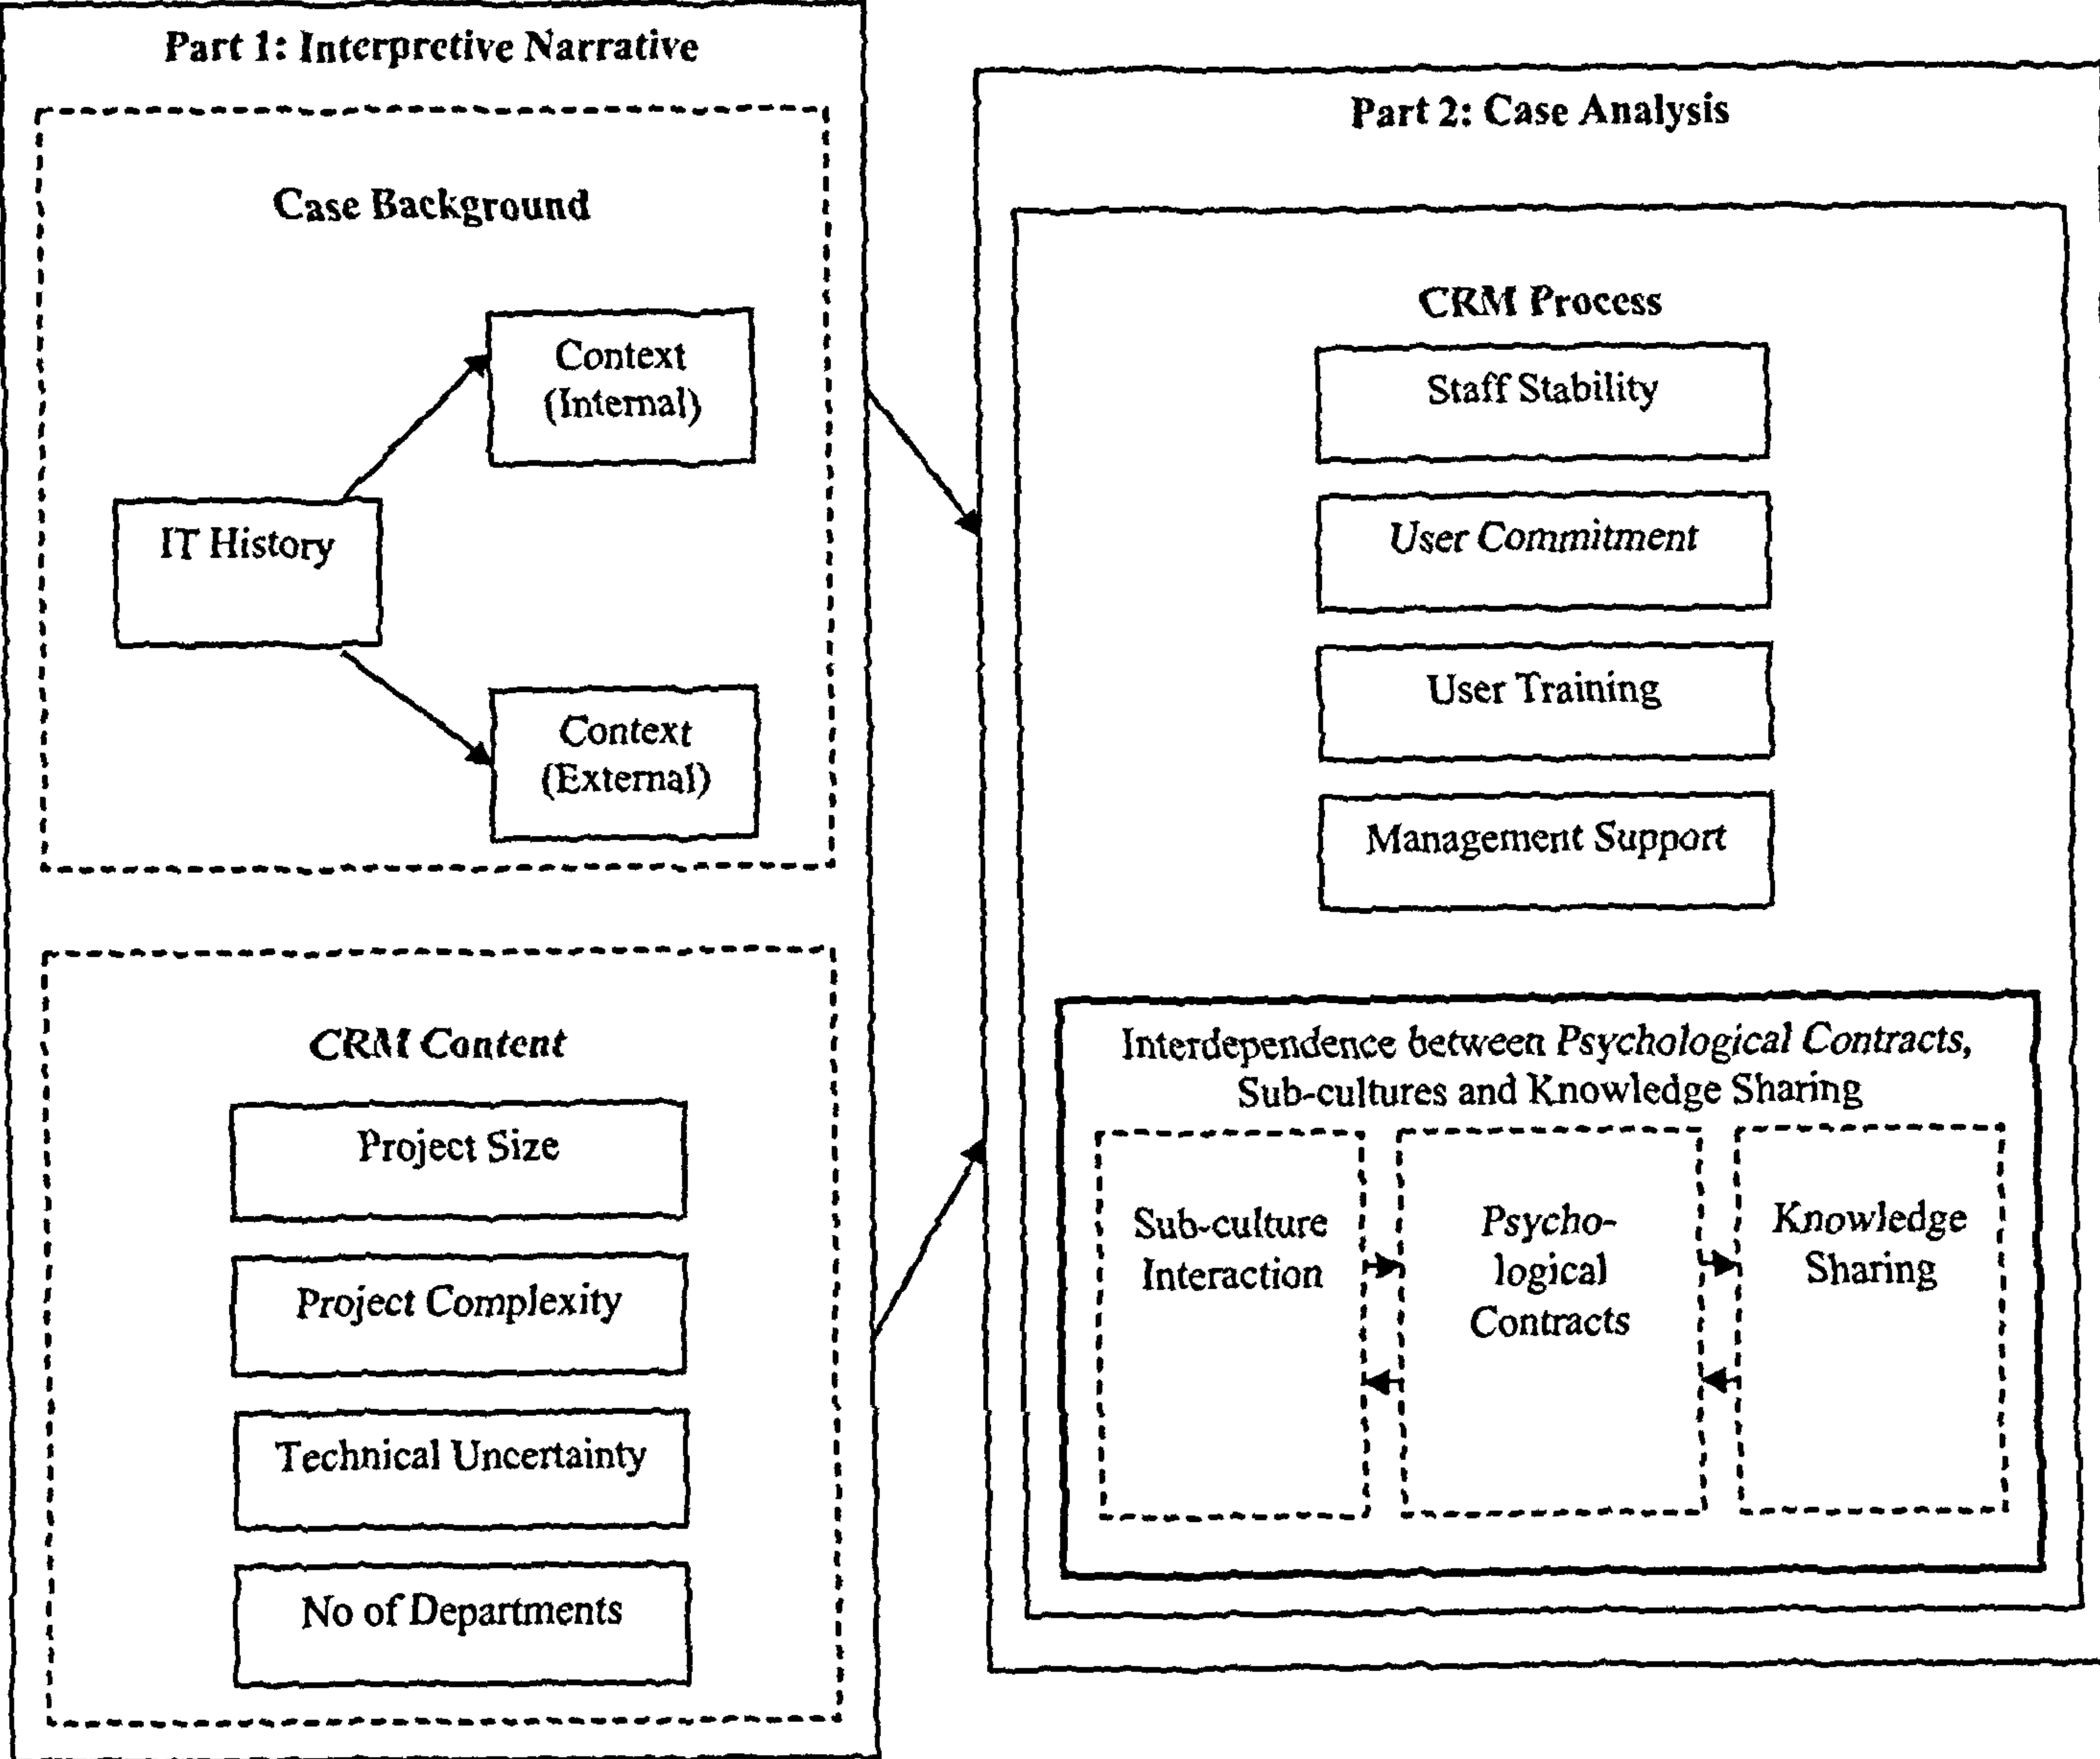 Part 1: Interpretive Narrative
Case Background
Context
(Internal)
IT History
Context
(External)
CRM Content
Project Size
Project Complexity
Technical Uncertainty
No of Departments
Part 2: Case Analysis
CRM Process
Staff Stability
User Commitment
User Training
Management Support
Interdependence between Psychological Contracts,
Sub-cultures and Knowledge Sharing
Sub-culture
Interaction
Psycho-
logical
Contracts
Knowledge
Sharing